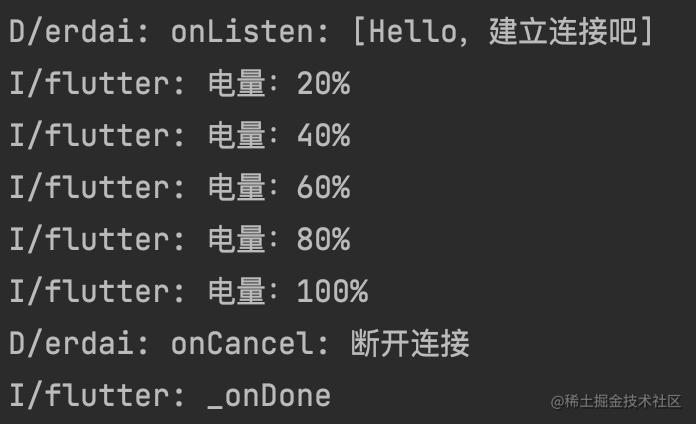 D/erdai: onListen: [Hello, 建立连接吧]
I/flutter: 电量：20%
I/flutter: 电量：40%
I/flutter: 电量：60%
I/flutter: 电量：80%
I/flutter: 电量：100%
D/erdai: onCancel: 断开连接
I/flutter: _onDone
@稀土掘金技术社区